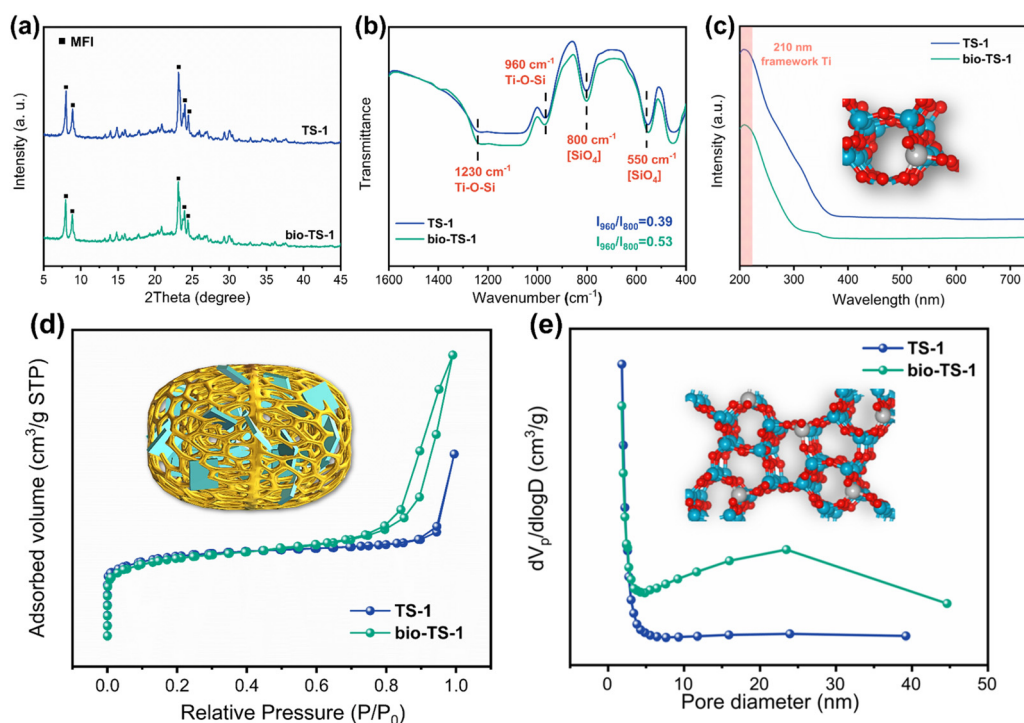 (a)
■ MFI
Intensity (a. u.)
TS-1
bio-TS-1
5 10 15 20 25 30 35 40 45
2Theta (degree)
(b)
960 cm⁻¹
Ti-O-Si
1230 cm⁻¹
Ti-O-Si
800 cm⁻¹
[SiO₄]
550 cm⁻¹
[SiO₄]
Transmittance
TS-1
bio-TS-1
I₉₆₀/I₈₀₀=0.39
I₉₆₀/I₈₀₀=0.53
1600 1400 1200 1000 800 600 400
Wavenumber (cm⁻¹)
(c)
TS-1
bio-TS-1
210 nm
framework Ti
Intensity (a.u.)
200 300 400 500 600 700
Wavelength (nm)
(d)
Adsorbed volume (cm³/g STP)
TS-1
bio-TS-1
0.0 0.2 0.4 0.6 0.8 1.0
Relative Pressure (P/P₀)
(e)
TS-1
bio-TS-1
dVₚ/dlogD (cm³/g)
0 10 20 30 40 50
Pore diameter (nm)